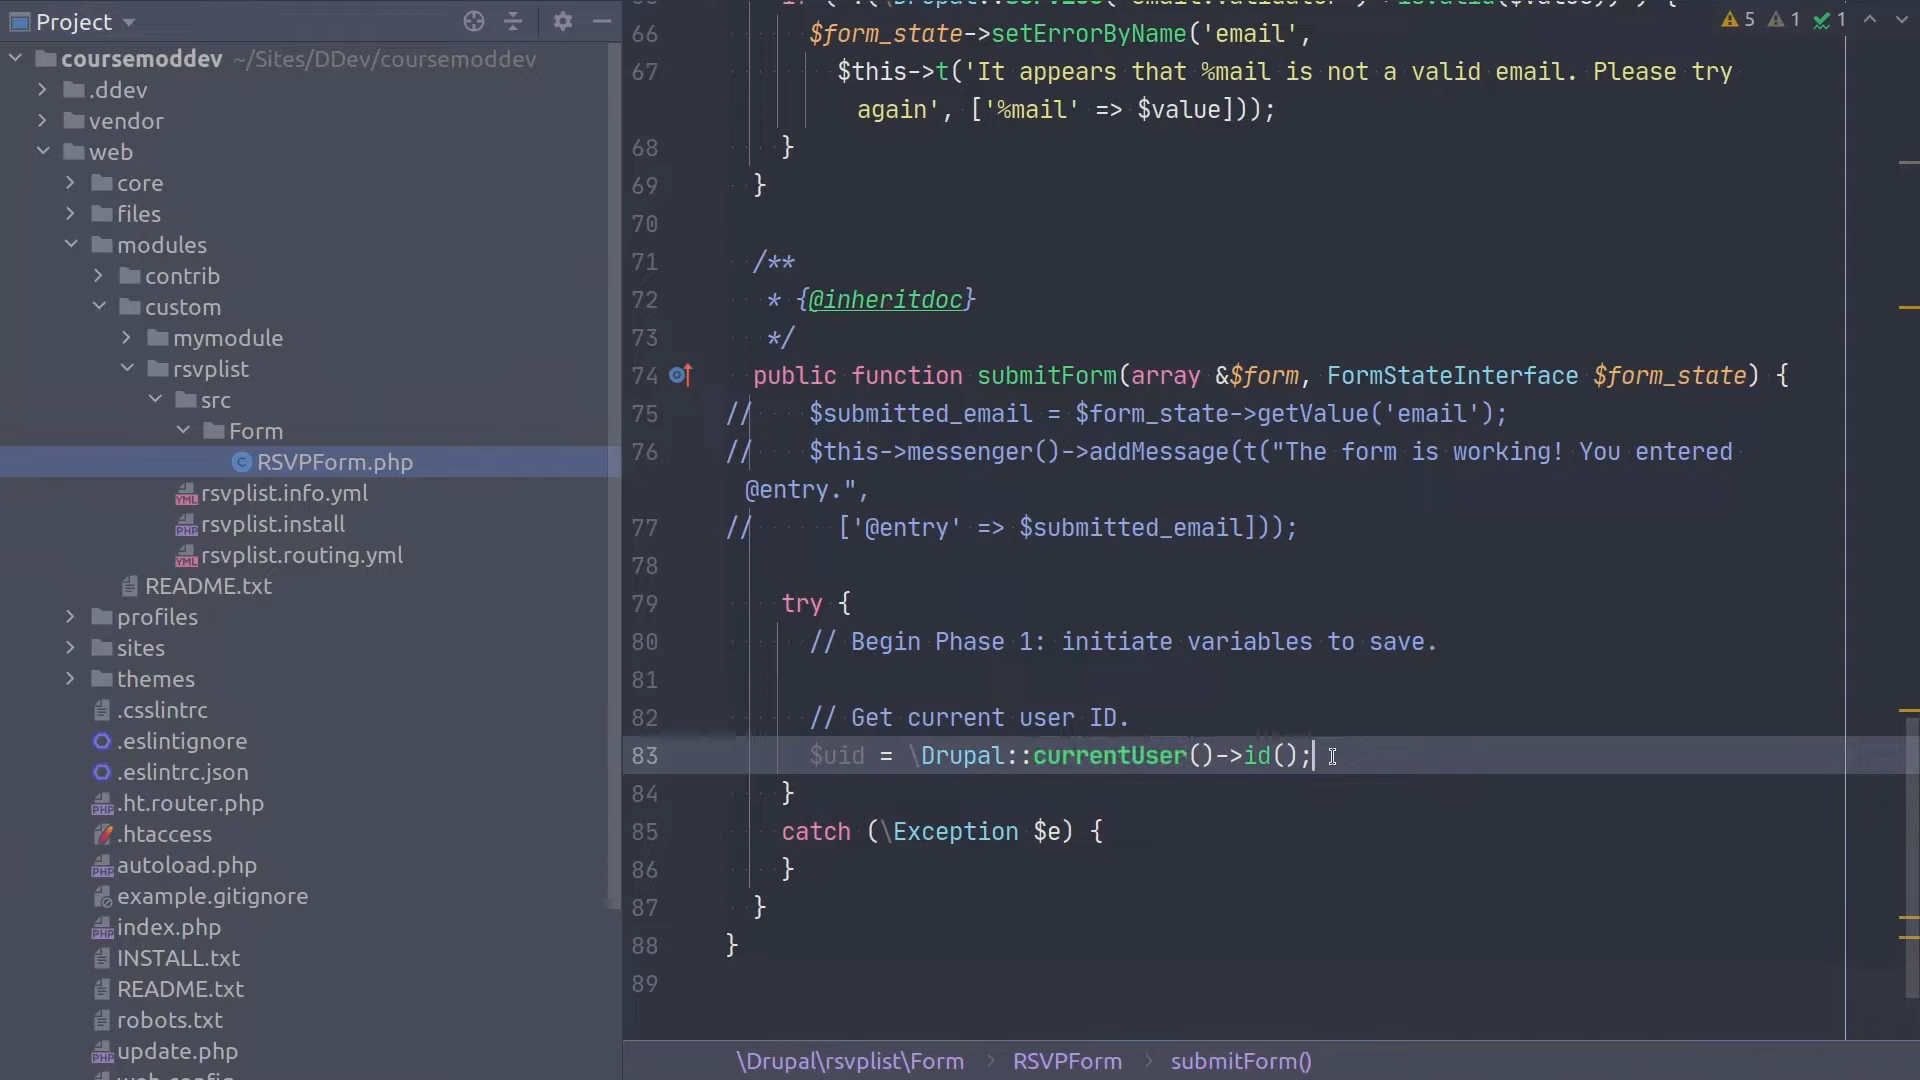 Project
coursemoddev ~/Sites/DDev/coursemoddev
.ddev
vendor
web
core
files
modules
contrib
custom
mymodule
rsvplist
src
Form
RSVPForm.php
rsvplist.info.yml
rsvplist.install
rsvplist.routing.yml
README.txt
profiles
sites
themes
.csslintrc
.eslintignore
.eslintrc.json
.ht.router.php
.htaccess
autoload.php
example.gitignore
index.php
INSTALL.txt
README.txt
robots.txt
update.php
5 1 1
66 $form_state->setErrorByName('email',
67 $this->t('It appears that %mail is not a valid email. Please try
again', ['%mail' => $value]));
68 }
69 }
70
71 /**
72 * {@inheritdoc}
73 */
74 public function submitForm(array &$form, FormStateInterface $form_state) {
75 // $submitted_email = $form_state->getValue('email');
76 // $this->messenger()->addMessage(t("The form is working! You entered
@entry.",
77 // ['@entry' => $submitted_email]));
78
79 try {
80 // Begin Phase 1: initiate variables to save.
81
82 // Get current user ID.
83 $uid = \Drupal::currentUser()->id();
84 }
85 catch (\Exception $e) {
86 }
87 }
88 }
89
\Drupal\rsvplist\Form > RSVPForm > submitForm()